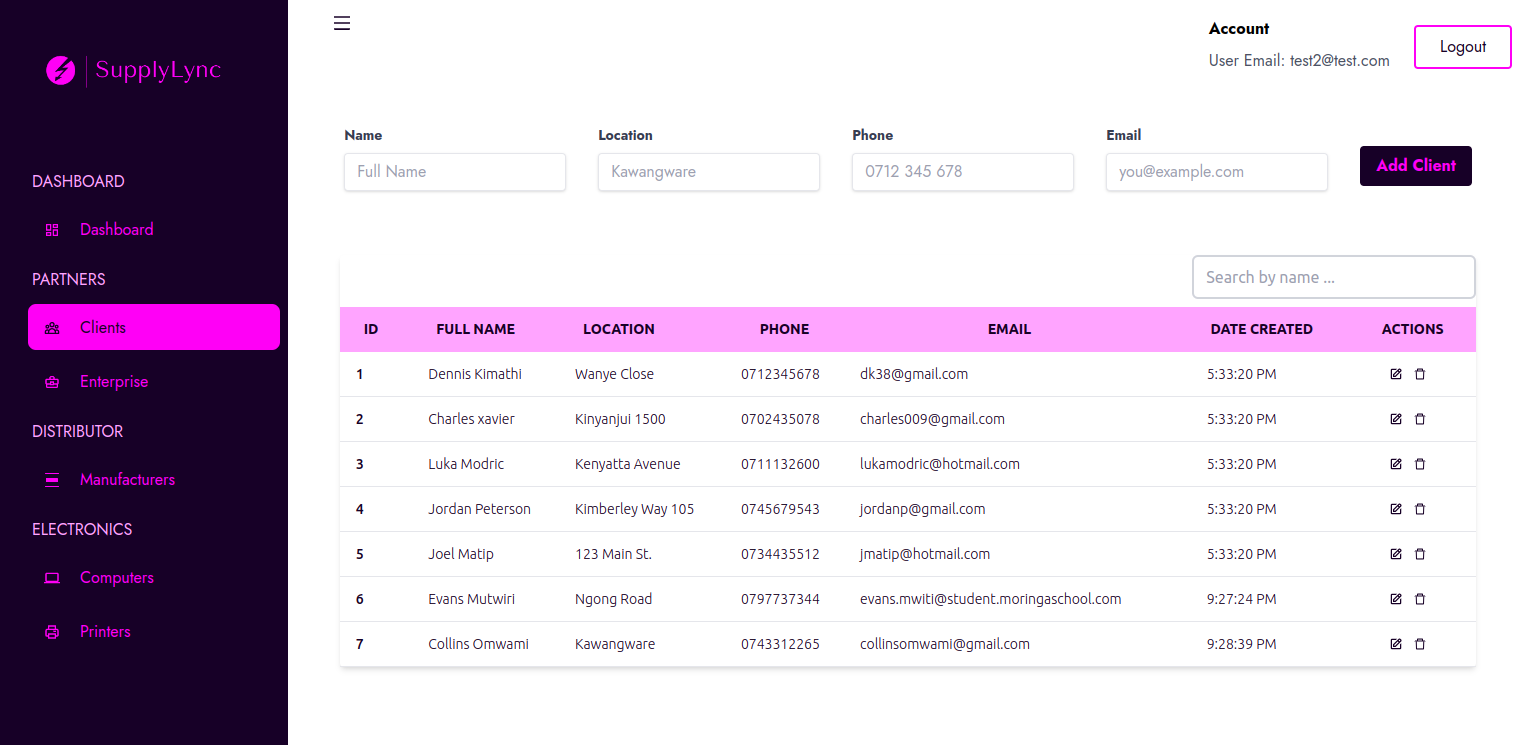 SupplyLync
DASHBOARD
Dashboard
PARTNERS
Clients
Enterprise
DISTRIBUTOR
Manufacturers
ELECTRONICS
Computers
Printers
Account
User Email: test2@test.com
Logout
Name
Full Name
Location
Kawangware
Phone
0712 345 678
Email
you@example.com
Add Client
Search by name ...
ID FULL NAME LOCATION PHONE EMAIL DATE CREATED ACTIONS
1 Dennis Kimathi Wanye Close 0712345678 dk38@gmail.com 5:33:20 PM
2 Charles xavier Kinyanjui 1500 0702435078 charles009@gmail.com 5:33:20 PM
3 Luka Modric Kenyatta Avenue 0711132600 lukamodric@hotmail.com 5:33:20 PM
4 Jordan Peterson Kimberley Way 105 0745679543 jordanp@gmail.com 5:33:20 PM
5 Joel Matip 123 Main St. 0734435512 jmatip@hotmail.com 5:33:20 PM
6 Evans Mutwiri Ngong Road 0797737344 evans.mwiti@student.moringaschool.com 9:27:24 PM
7 Collins Omwami Kawangware 0743312265 collinsomwami@gmail.com 9:28:39 PM